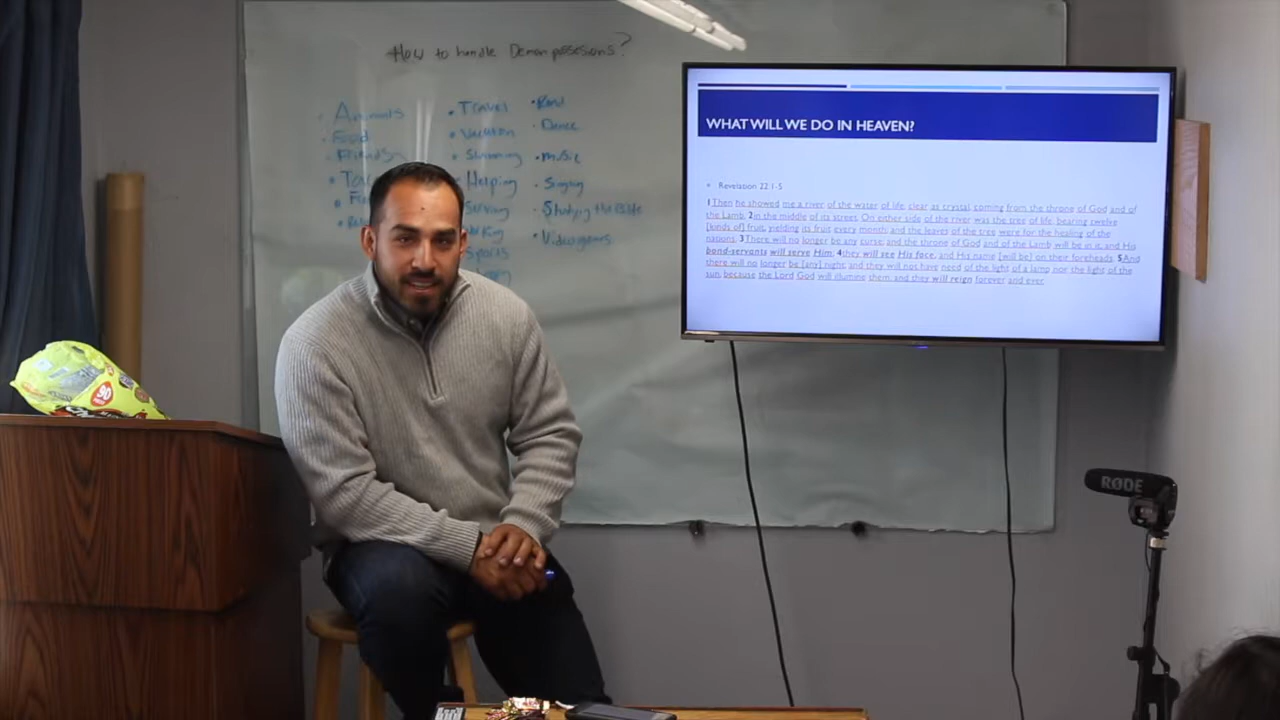 How to handle Demon possesions?
• Animals
• Food
• Friends
• Travel
• Vacation
• Swimming
• Helping
• Serving
Sports
• Read
• Dance
• music
• Singing
• Studying the Bible
• Videogames
WHAT WILL WE DO IN HEAVEN?
Revelation 22:1-5
1 Then he showed me a river of the water of life, clear as crystal, coming from the throne of God and of
the Lamb, 2 in the middle of its street. On either side of the river was the tree of life, bearing twelve
[kinds of] fruit, yielding its fruit every month; and the leaves of the tree were for the healing of the
nations. 3 There will no longer be any curse; and the throne of God and of the Lamb will be in it, and His
bond-servants will serve Him; 4 they will see His face, and His name [will be] on their foreheads. 5 And
there will no longer be [any] night; and they will not have need of the light of a lamp nor the light of the
sun, because the Lord God will illumine them; and they will reign forever and ever.
90
RØDE